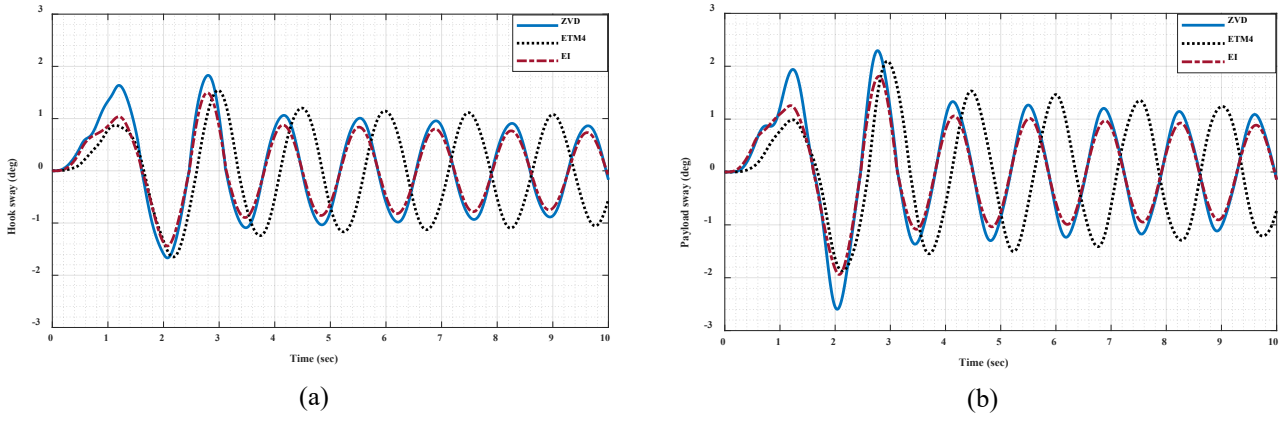 3
2
1
0
-1
-2
-3
Hook sway (deg)
0 1 2 3 4 5 6 7 8 9 10
Time (sec)
ZVD
ETM4
EI
(a)
3
2
1
0
-1
-2
-3
Payload sway (deg)
0 1 2 3 4 5 6 7 8 9 10
Time (sec)
ZVD
ETM4
EI
(b)